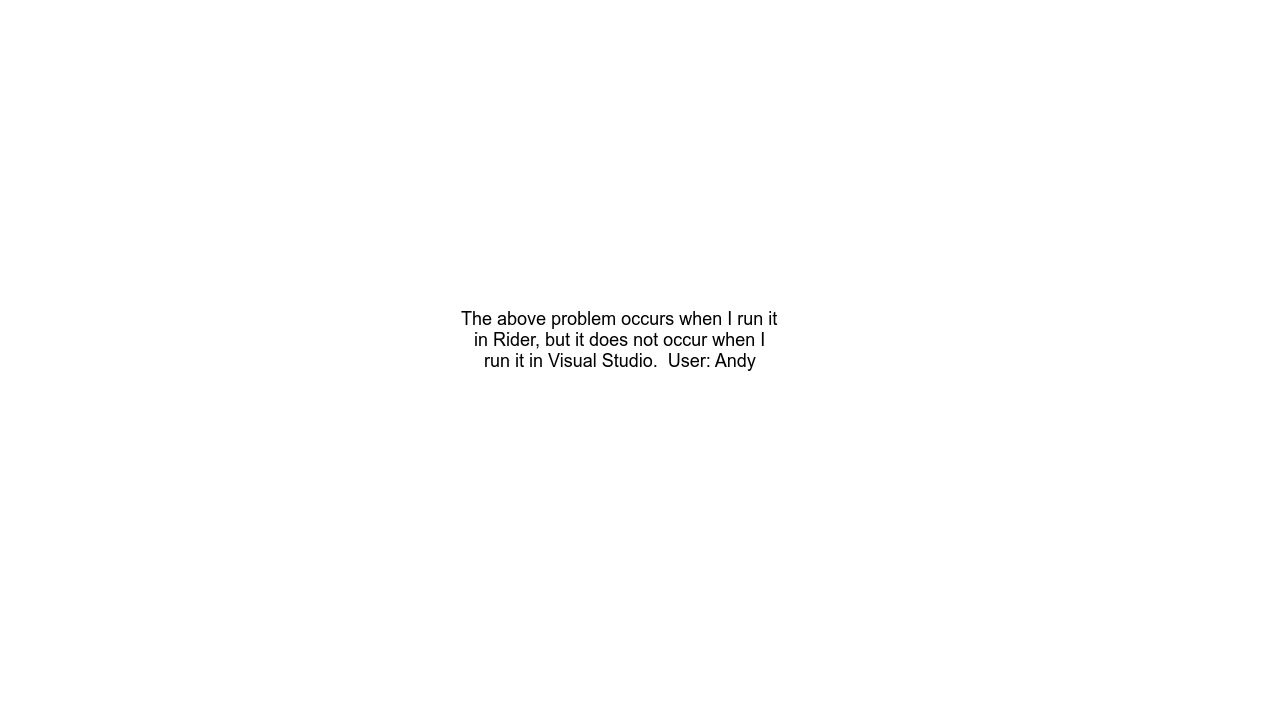 The above problem occurs when I run it
in Rider, but it does not occur when I
run it in Visual Studio.  User: Andy